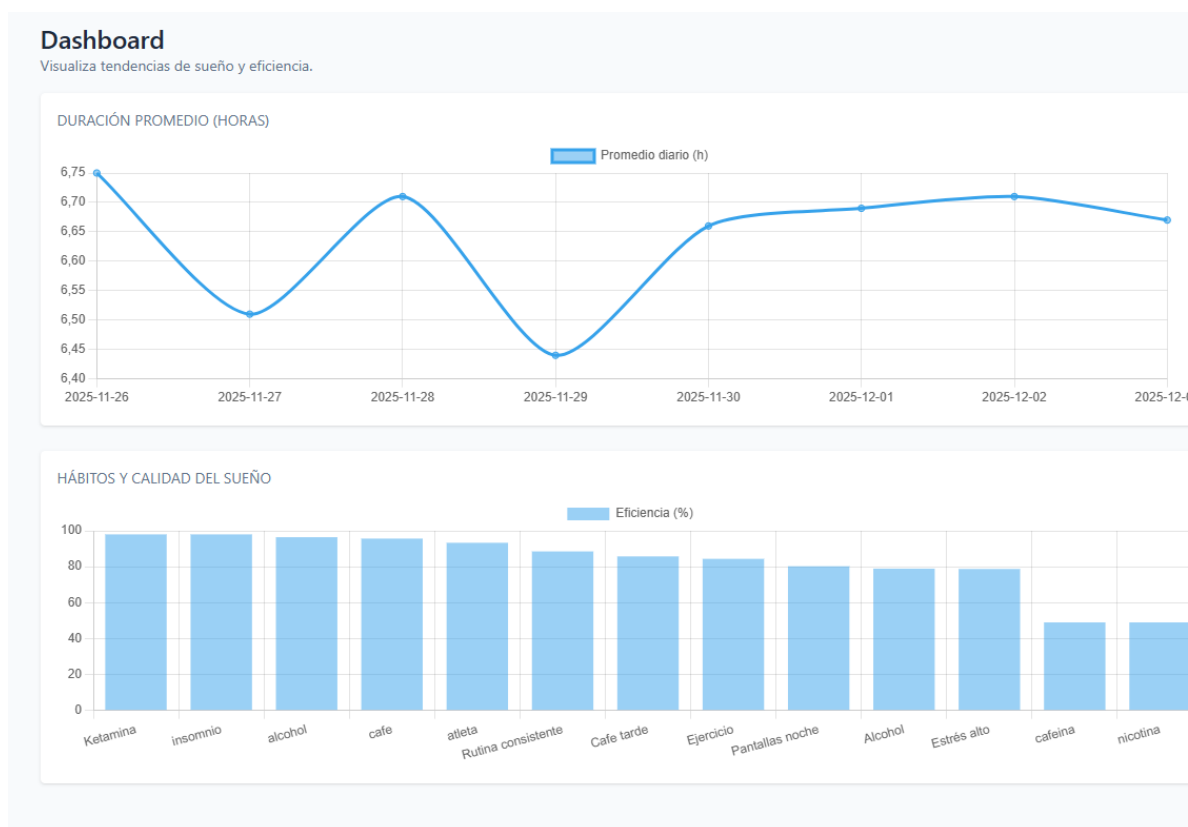 Dashboard
Visualiza tendencias de sueño y eficiencia.
DURACIÓN PROMEDIO (HORAS)
Promedio diario (h)
6,75
6,70
6,65
6,60
6,55
6,50
6,45
6,40
2025-11-26 2025-11-27 2025-11-28 2025-11-29 2025-11-30 2025-12-01 2025-12-02
HÁBITOS Y CALIDAD DEL SUEÑO
Eficiencia (%)
100
80
60
40
20
0
Ketamina insomnio alcohol cafe atleta Rutina consistente Cafe tarde Ejercicio Pantallas noche Alcohol Estrés alto cafeina nicotina